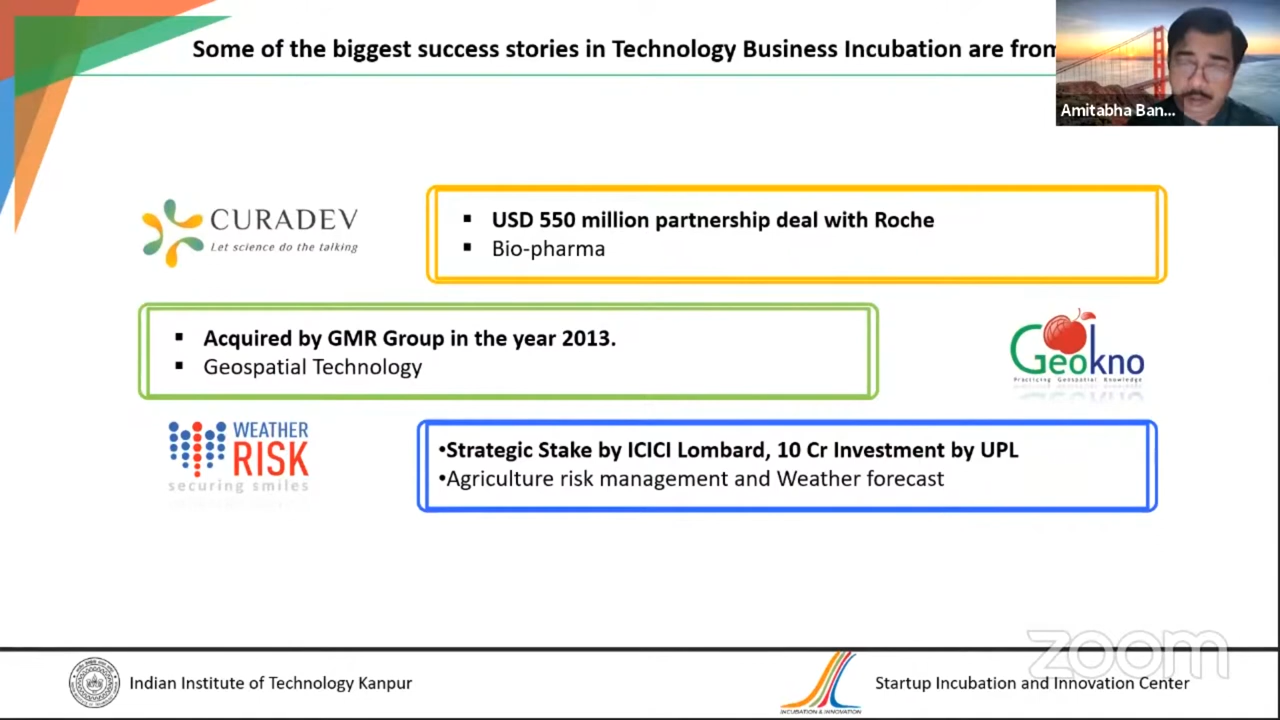 Some of the biggest success stories in Technology Business Incubation are from
Amitabha Ban...
CURADEV
Let science do the talking
▪ USD 550 million partnership deal with Roche
▪ Bio-pharma
▪ Acquired by GMR Group in the year 2013.
▪ Geospatial Technology
Geokno
Practicing Geospatial Knowledge
WEATHER
RISK
securing smiles
•Strategic Stake by ICICI Lombard, 10 Cr Investment by UPL
•Agriculture risk management and Weather forecast
zoom
Indian Institute of Technology Kanpur
INCUBATION & INNOVATION
Startup Incubation and Innovation Center